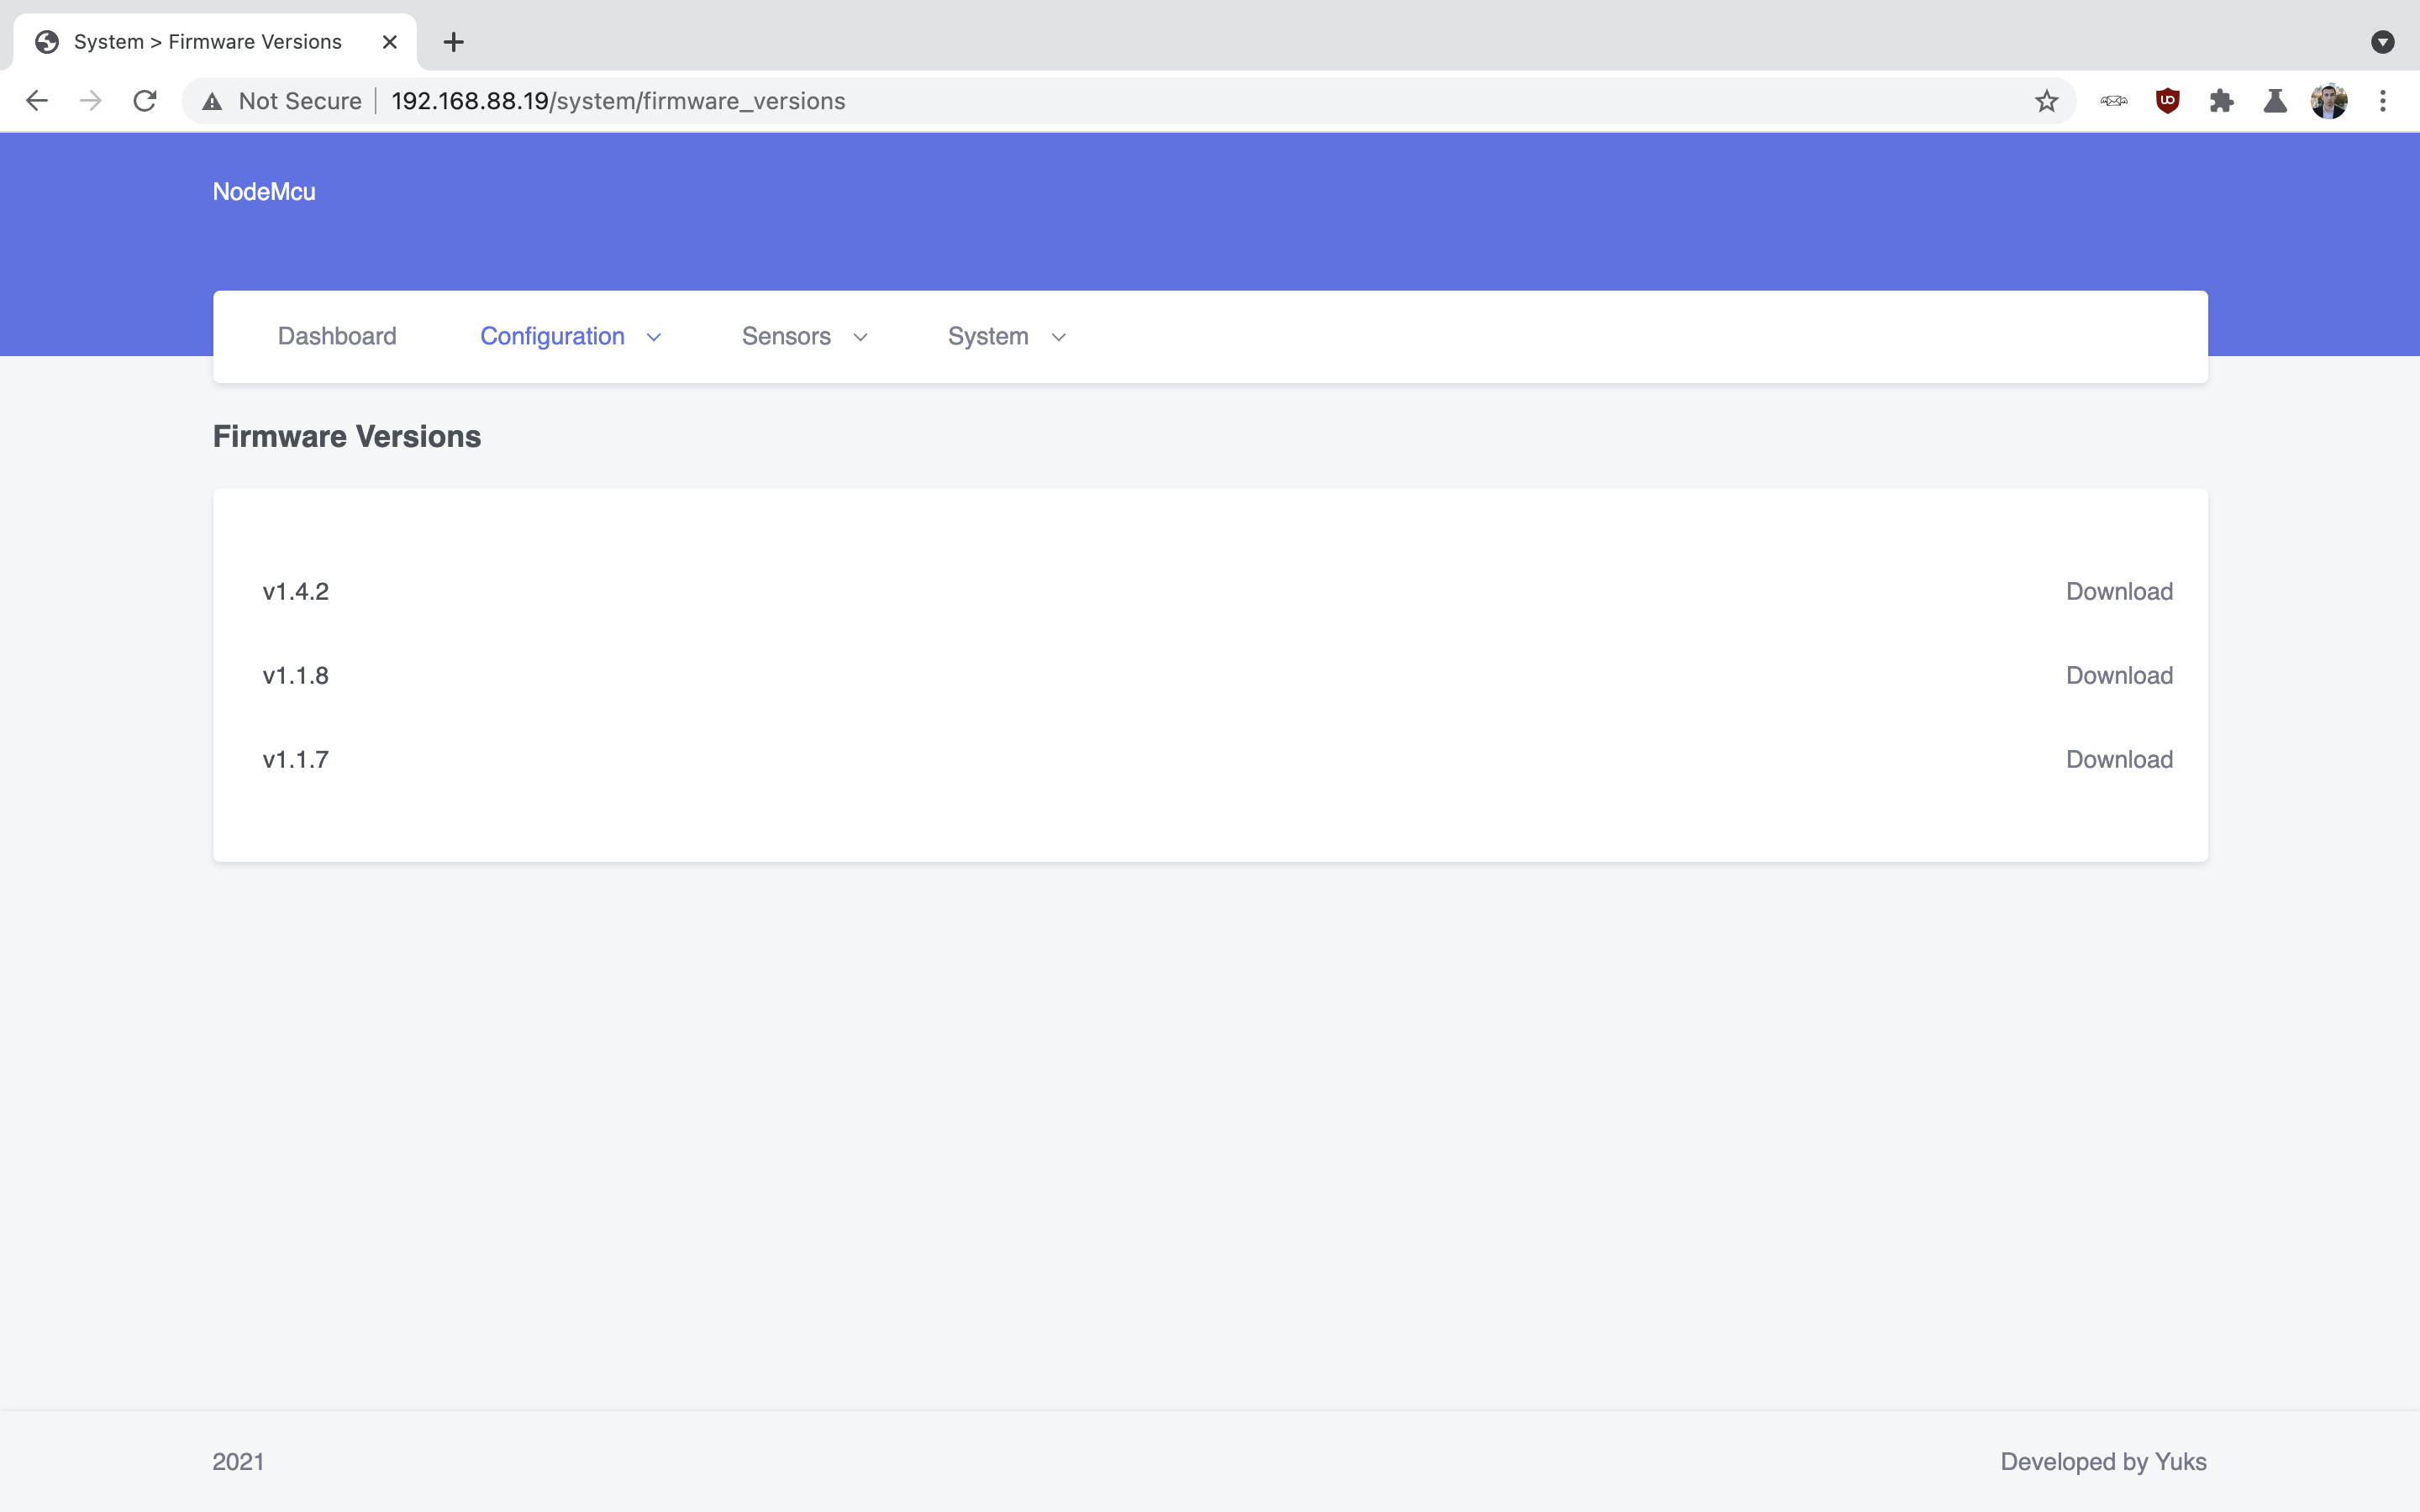 System > Firmware Versions
Not Secure 192.168.88.19/system/firmware_versions
NodeMcu
Dashboard Configuration Sensors System
Firmware Versions
v1.4.2 Download
v1.1.8 Download
v1.1.7 Download
2021 Developed by Yuks